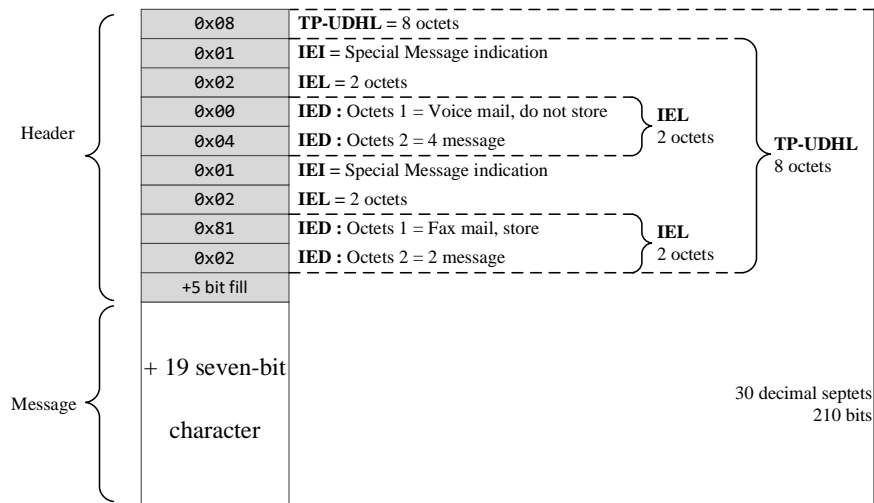 0x08 TP-UDHL = 8 octets
0x01 IEI = Special Message indication
0x02 IEL = 2 octets
0x00 IED : Octets 1 = Voice mail, do not store
0x04 IED : Octets 2 = 4 message
IEL
2 octets
0x01 IEI = Special Message indication
0x02 IEL = 2 octets
0x81 IED : Octets 1 = Fax mail, store
0x02 IED : Octets 2 = 2 message
IEL
2 octets
+5 bit fill
Header
TP-UDHL
8 octets
+ 19 seven-bit
character
Message
30 decimal septets
210 bits